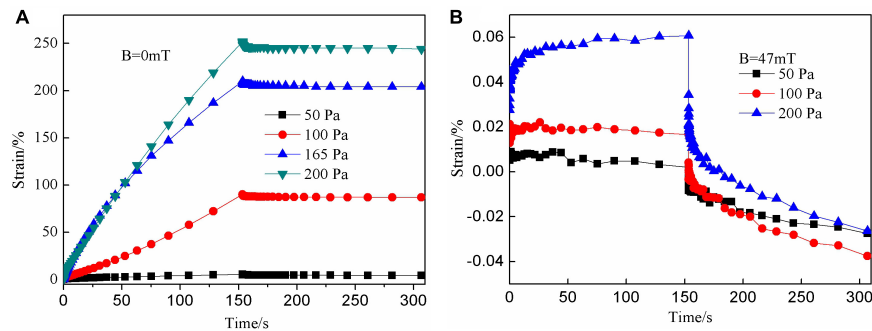 A
B=0mT
50 Pa
100 Pa
165 Pa
200 Pa
Strain/%
250
200
150
100
50
0
0 50 100 150 200 250 300
Time/s
B
B=47mT
50 Pa
100 Pa
200 Pa
Strain/%
0.06
0.04
0.02
0.00
-0.02
-0.04
0 50 100 150 200 250 300
Time/s